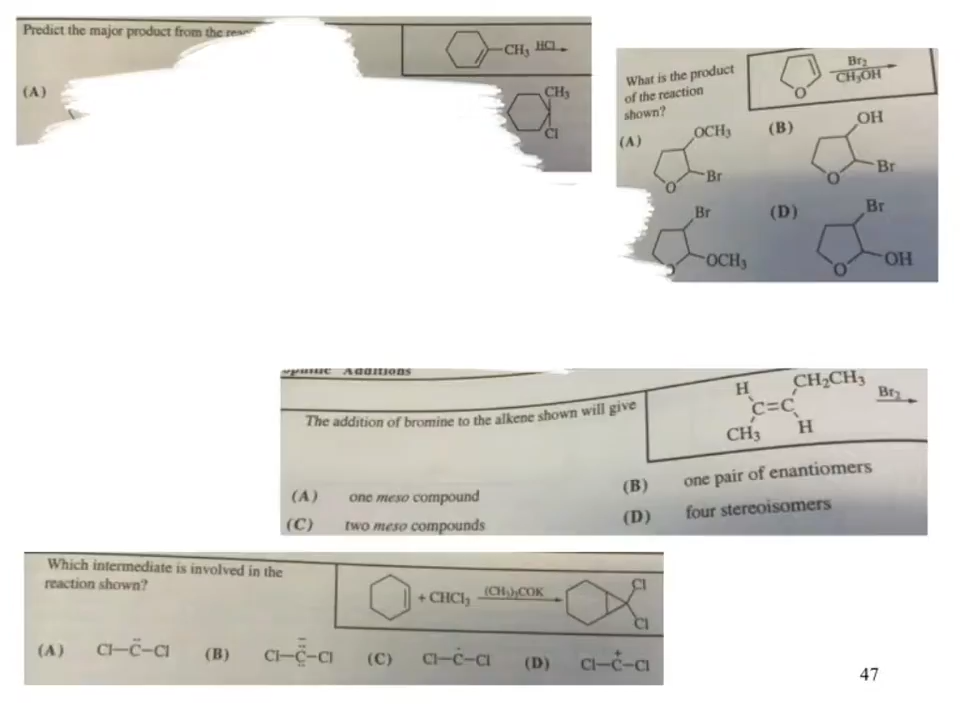 Predict the major product from the
CH₃ HCl
(A)
CH₃
Cl
What is the product
of the reaction
shown?
Br₂
CH₃OH
O
(A)
OCH₃
Br
O
(B)
OH
Br
O
Br
OCH₃
(D)
Br
OH
O
Additions
The addition of bromine to the alkene shown will give
H CH₂CH₃
C=C
CH₃ H
Br₂
(A) one meso compound
(B) one pair of enantiomers
(C) two meso compounds
(D) four stereoisomers
Which intermediate is involved in the
reaction shown?
+ CHCl₃ (CH₃)₃COK
Cl
Cl
(A) Cl–C̈–Cl (B) Cl–C–Cl (C) Cl–Ċ–Cl (D) Cl–C–Cl
47